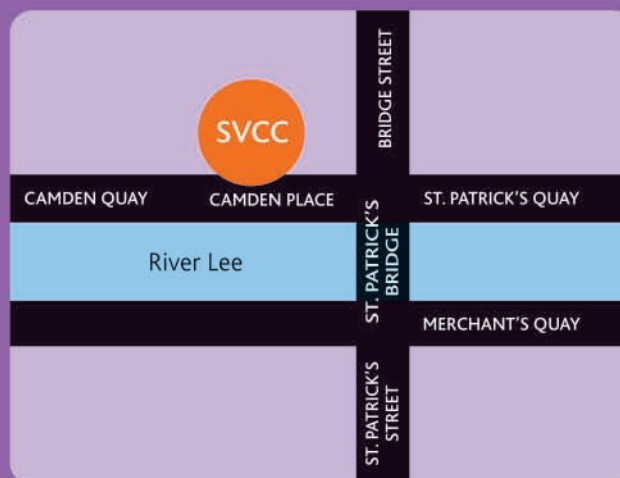 BRIDGE STREET
SVCC
CAMDEN QUAY
CAMDEN PLACE
ST. PATRICK'S QUAY
ST. PATRICK'S
BRIDGE
River Lee
MERCHANT'S QUAY
ST. PATRICK'S
STREET